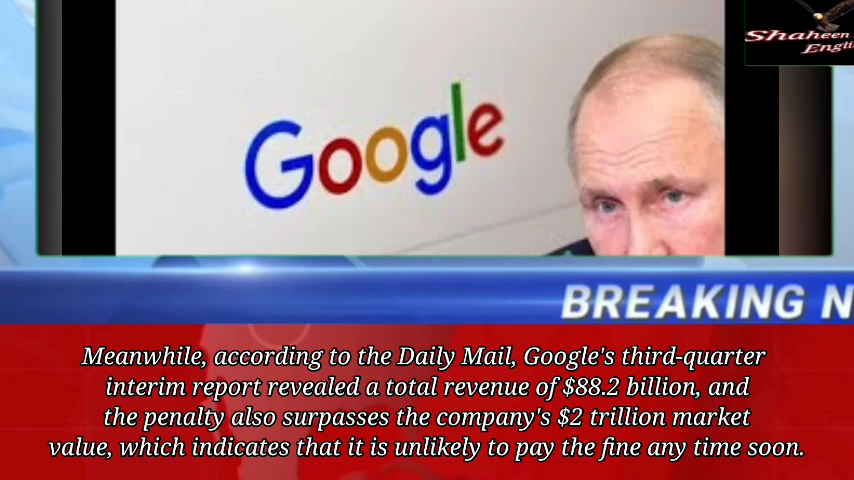 Shaheen
Google
BREAKING N
Meanwhile, according to the Daily Mail, Google's third-quarter
interim report revealed a total revenue of $88.2 billion, and
the penalty also surpasses the company's $2 trillion market
value, which indicates that it is unlikely to pay the fine any time soon.